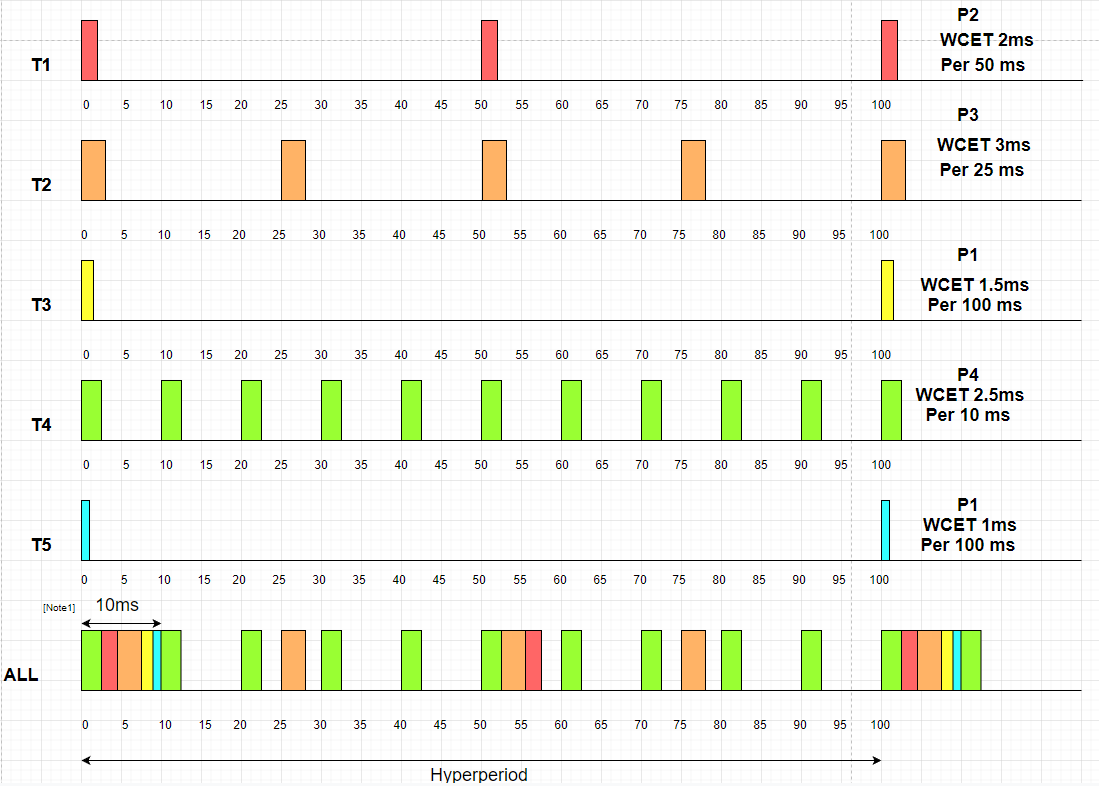 P2
WCET 2ms
T1
Per 50 ms
0 5 10 15 20 25 30 35 40 45 50 55 60 65 70 75 80 85 90 95 100
P3
WCET 3ms
Per 25 ms
T2
0 5 10 15 20 25 30 35 40 45 50 55 60 65 70 75 80 85 90 95 100
P1
WCET 1.5ms
T3
Per 100 ms
0 5 10 15 20 25 30 35 40 45 50 55 60 65 70 75 80 85 90 95 100
P4
WCET 2.5ms
Per 10 ms
T4
0 5 10 15 20 25 30 35 40 45 50 55 60 65 70 75 80 85 90 95 100
P1
WCET 1ms
T5
Per 100 ms
0 5 10 15 20 25 30 35 40 45 50 55 60 65 70 75 80 85 90 95 100
[Note1] 10ms
ALL
0 5 10 15 20 25 30 35 40 45 50 55 60 65 70 75 80 85 90 95 100
Hyperperiod